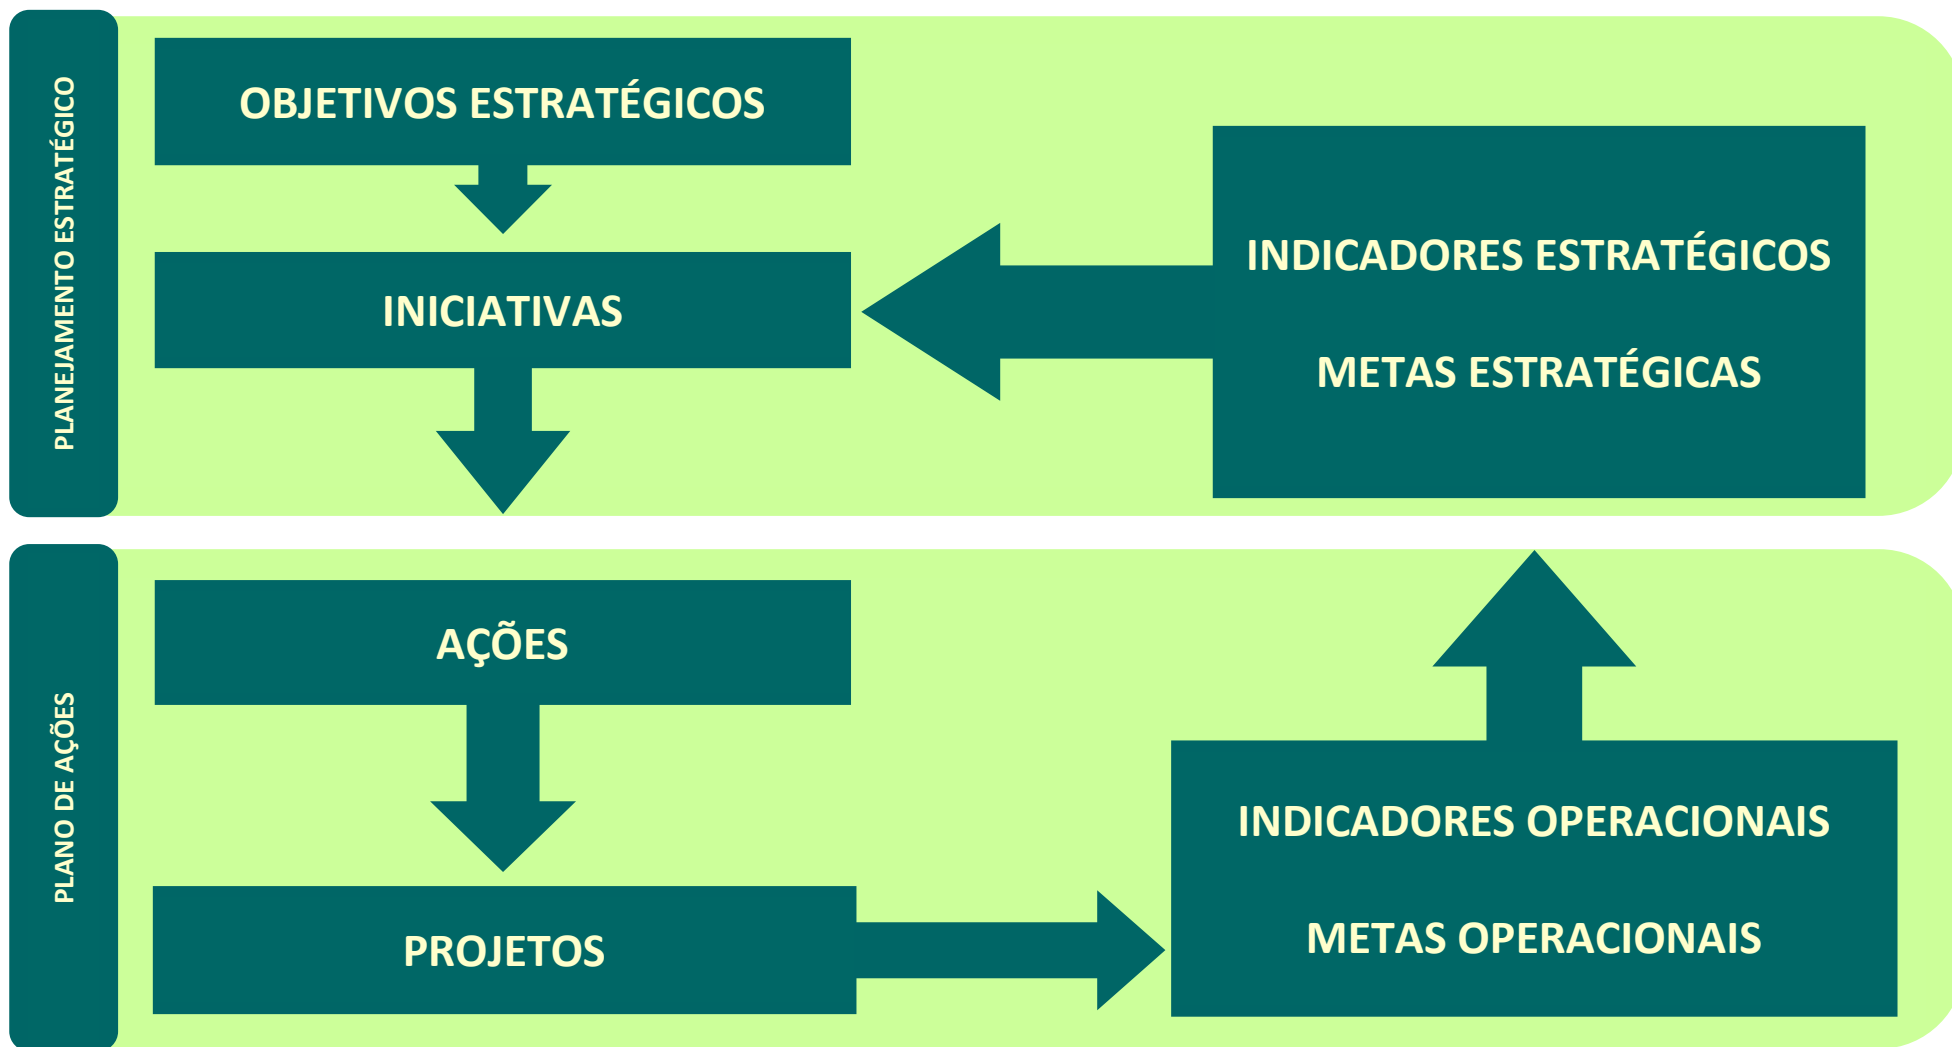 PLANEJAMENTO ESTRATÉGICO
OBJETIVOS ESTRATÉGICOS
INICIATIVAS
INDICADORES ESTRATÉGICOS
METAS ESTRATÉGICAS
PLANO DE AÇÕES
AÇÕES
PROJETOS
INDICADORES OPERACIONAIS
METAS OPERACIONAIS